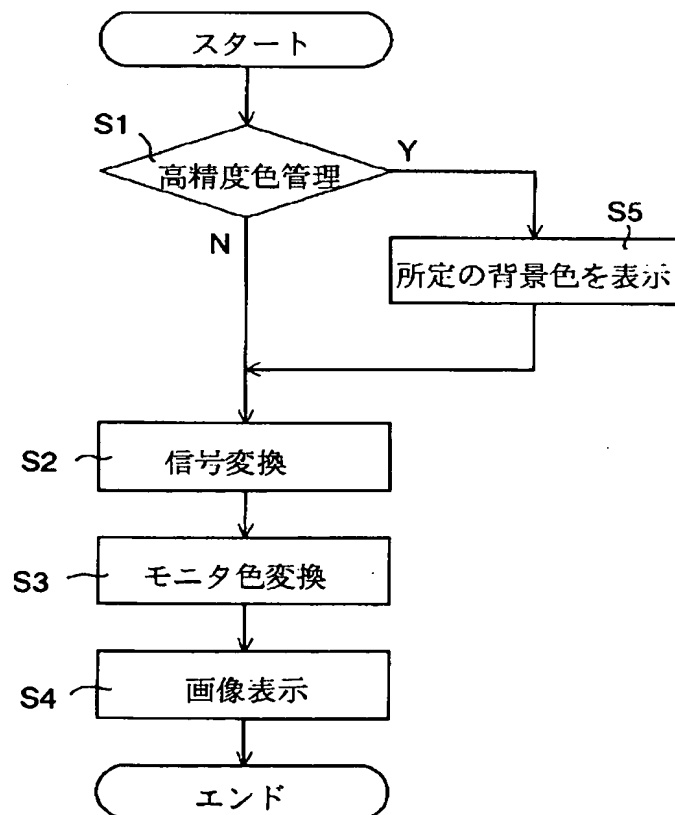 スタート
S1
高精度色管理
Y
N
S5
所定の背景色を表示
S2
信号変換
S3
モニタ色変換
S4
画像表示
エンド